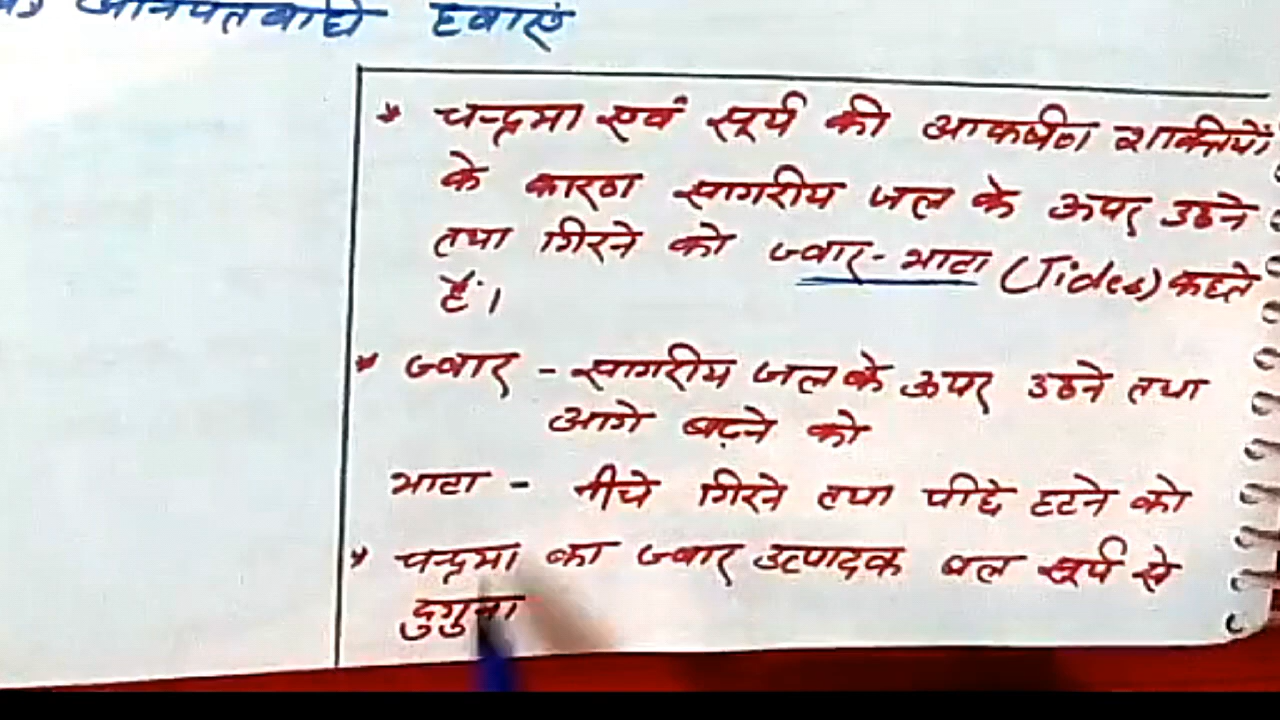 हवाएं
* चन्द्रमा एवं सूर्य की आकर्षण शक्तियों
के कारण सागरीय जल के ऊपर उठने
तथा गिरने को ज्वार-भाटा (Tides) कहते
हैं।
* ज्वार - सागरीय जल के ऊपर उठने तथा
आगे बढ़ने को
भाटा - नीचे गिरने तथा पीछे हटने को
* चन्द्रमा का ज्वार उत्पादक बल सूर्य से
दुगुना